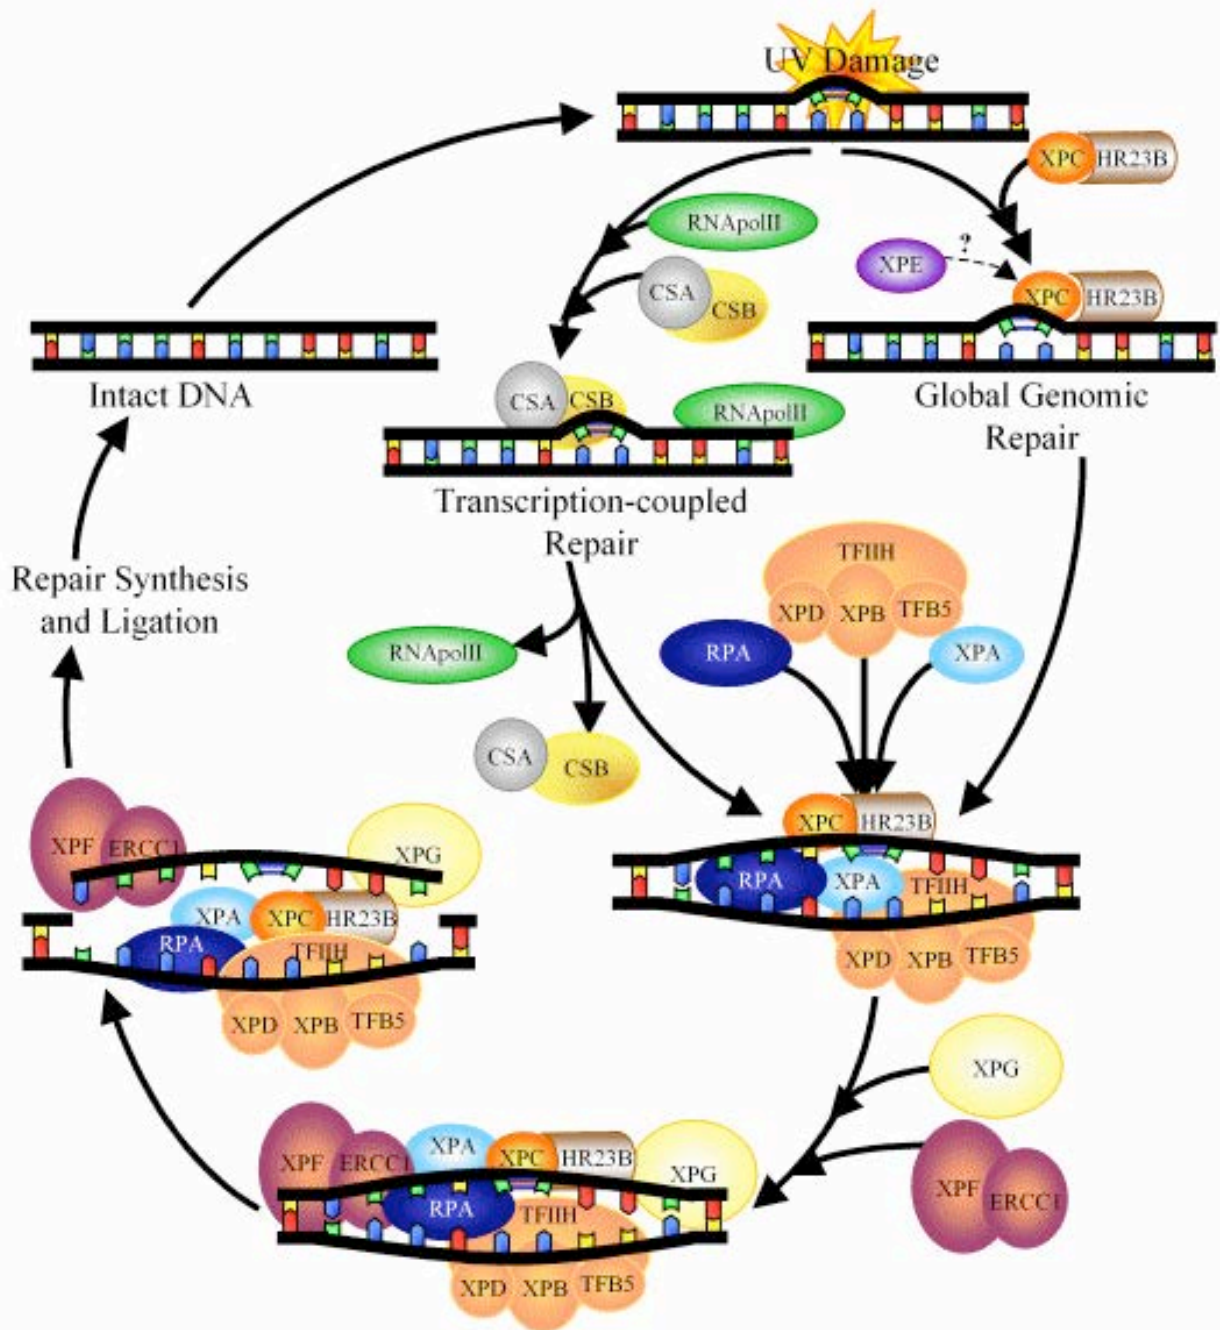 UV Damage
XPC HR23B
RNApolII
XPE ?
CSA CSB
XPC HR23B
Intact DNA
CSA CSB RNApolII
Global Genomic
Repair
Transcription-coupled
Repair
TFIIH
XPD XPB TFB5
RPA XPA
Repair Synthesis
and Ligation
RNApolII
CSA CSB
XPC HR23B
RPA XPA TFIIH
XPD XPB TFB5
XPF ERCC1 XPG
XPA XPC HR23B
RPA TFIIH
XPD XPB TFB5
XPG
XPF ERCC1
XPF ERCC1 XPA XPC HR23B XPG
RPA TFIIH
XPD XPB TFB5